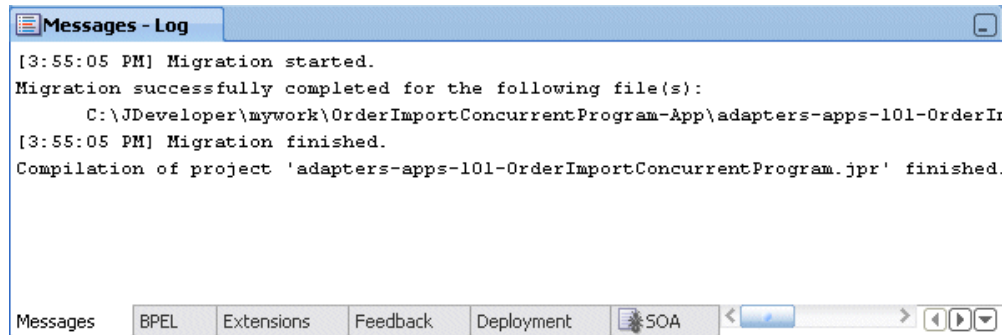 Messages - Log
[3:55:05 PM] Migration started.
Migration successfully completed for the following file(s):
C:\JDeveloper\mywork\OrderImportConcurrentProgram-App\adapters-apps-101-OrderI
[3:55:05 PM] Migration finished.
Compilation of project 'adapters-apps-101-OrderImportConcurrentProgram.jpr' finished.
Messages BPEL Extensions Feedback Deployment SOA